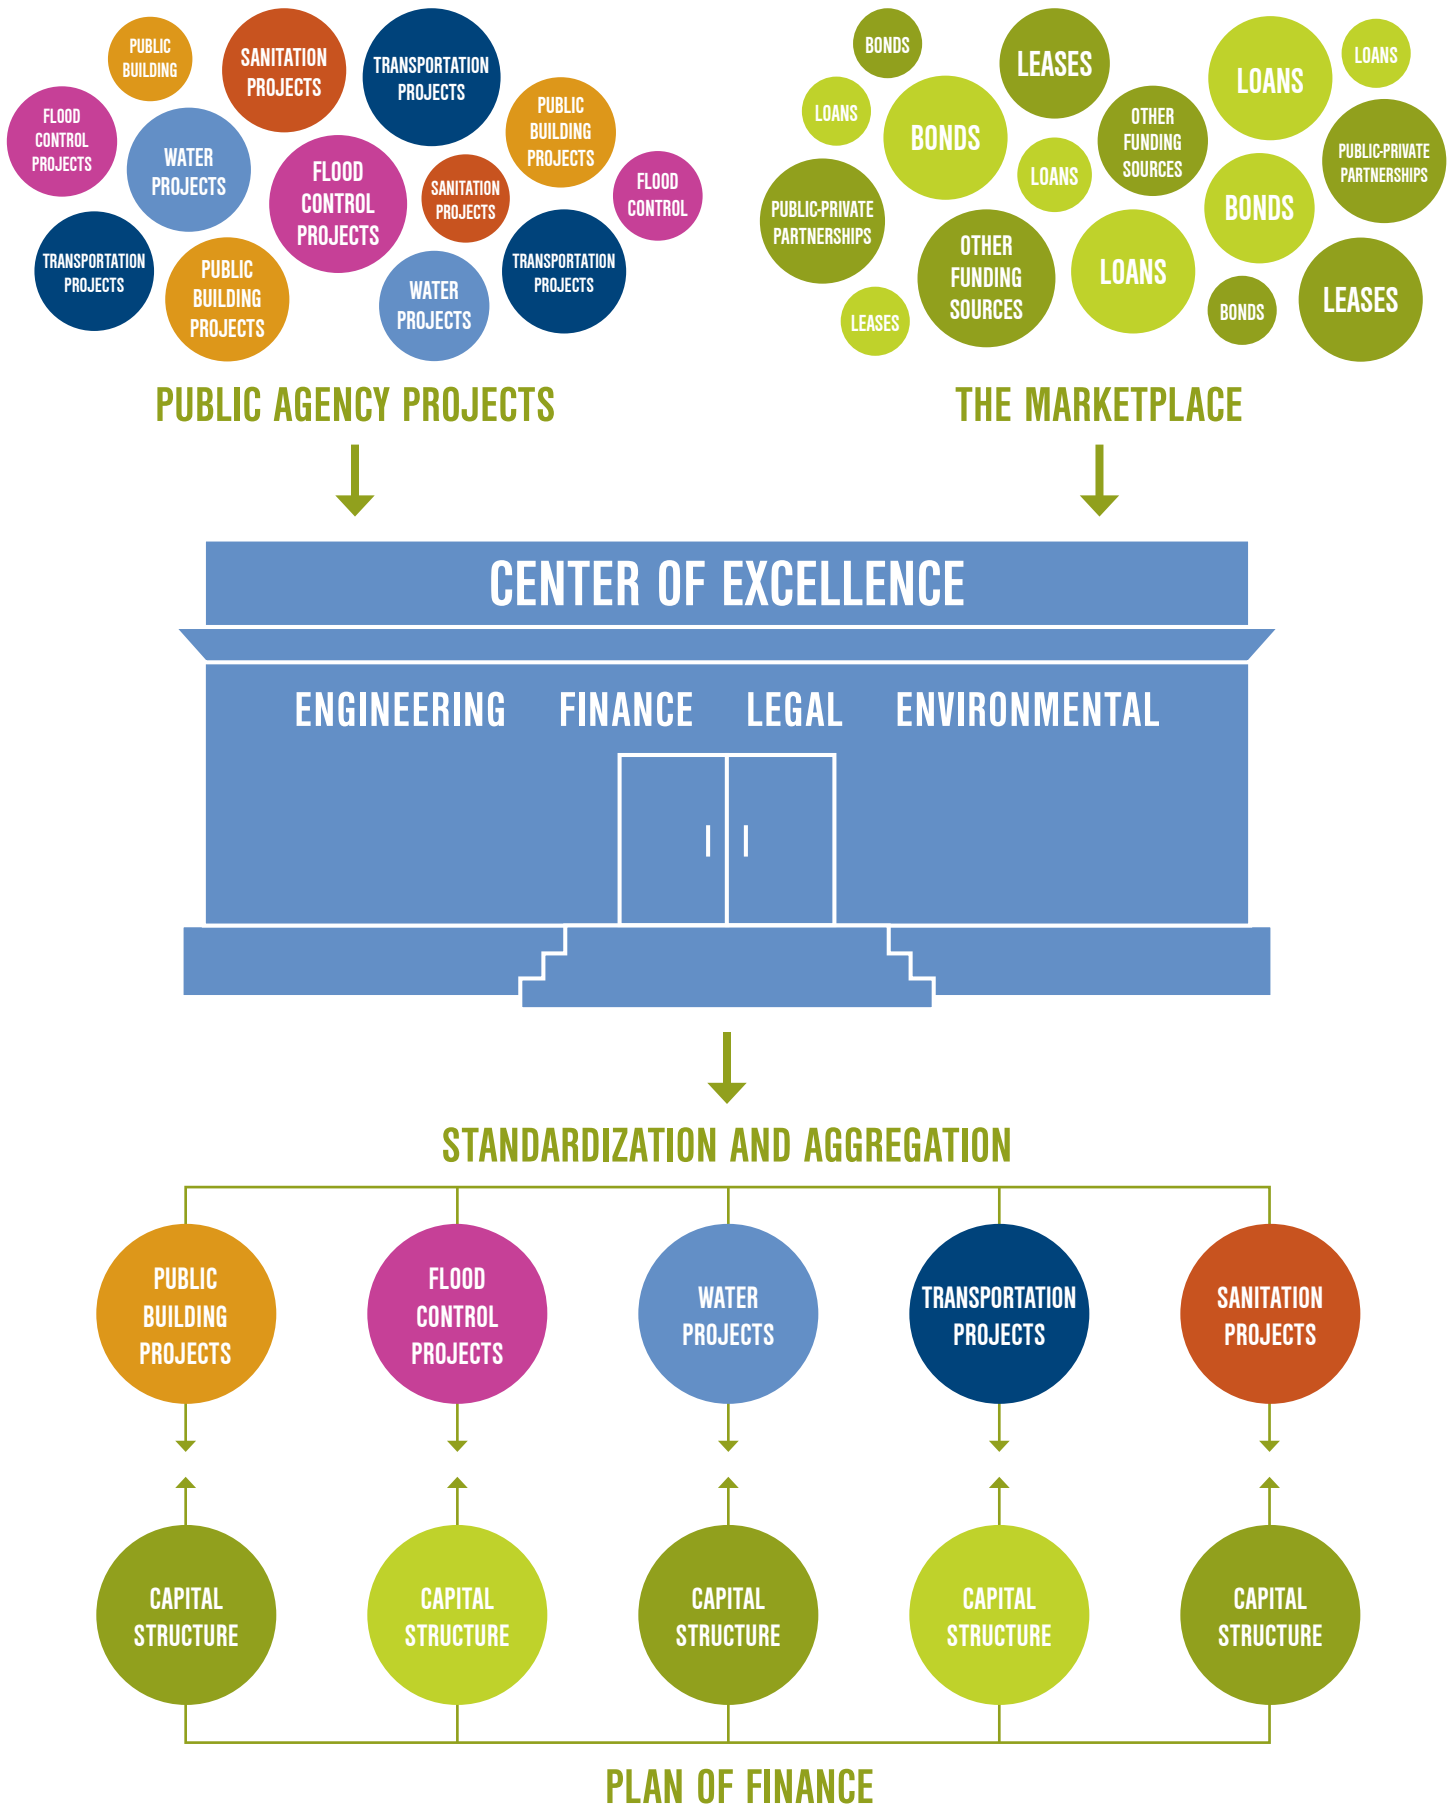 PUBLIC
BUILDING
SANITATION
PROJECTS
TRANSPORTATION
PROJECTS
FLOOD
CONTROL
PROJECTS
WATER
PROJECTS
FLOOD
CONTROL
PROJECTS
SANITATION
PROJECTS
PUBLIC
BUILDING
PROJECTS
FLOOD
CONTROL
TRANSPORTATION
PROJECTS
PUBLIC
BUILDING
PROJECTS
WATER
PROJECTS
TRANSPORTATION
PROJECTS
PUBLIC AGENCY PROJECTS
BONDS
LEASES
LOANS
LOANS
LOANS
BONDS
OTHER
FUNDING
SOURCES
PUBLIC-PRIVATE
PARTNERSHIPS
LOANS
PUBLIC-PRIVATE
PARTNERSHIPS
BONDS
OTHER
FUNDING
SOURCES
LOANS
LEASES
BONDS
LEASES
THE MARKETPLACE
CENTER OF EXCELLENCE
ENGINEERING FINANCE LEGAL ENVIRONMENTAL
STANDARDIZATION AND AGGREGATION
PUBLIC
BUILDING
PROJECTS
FLOOD
CONTROL
PROJECTS
WATER
PROJECTS
TRANSPORTATION
PROJECTS
SANITATION
PROJECTS
CAPITAL
STRUCTURE
CAPITAL
STRUCTURE
CAPITAL
STRUCTURE
CAPITAL
STRUCTURE
CAPITAL
STRUCTURE
PLAN OF FINANCE